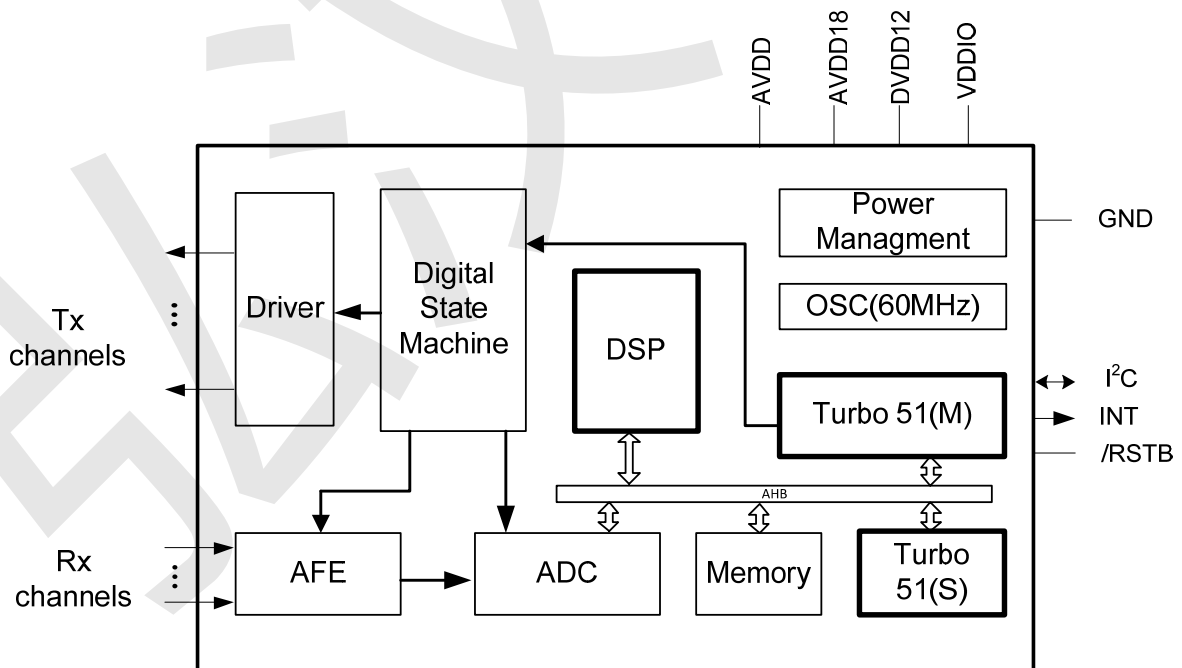 AVDD
AVDD18
DVDD12
VDDIO
Power
Managment
GND
Digital
State
Machine
Driver
OSC(60MHz)
DSP
Tx
channels
I²C
Turbo 51(M)
INT
/RSTB
AHB
Rx
channels
AFE
ADC
Memory
Turbo
51(S)